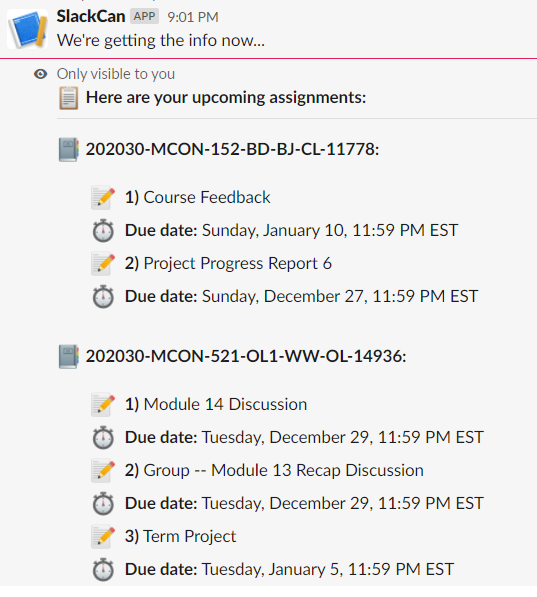 SlackCan APP 9:01 PM
We're getting the info now...
Only visible to you
Here are your upcoming assignments:
202030-MCON-152-BD-BJ-CL-11778:
1) Course Feedback
Due date: Sunday, January 10, 11:59 PM EST
2) Project Progress Report 6
Due date: Sunday, December 27, 11:59 PM EST
202030-MCON-521-OL1-WW-OL-14936:
1) Module 14 Discussion
Due date: Tuesday, December 29, 11:59 PM EST
2) Group -- Module 13 Recap Discussion
Due date: Tuesday, December 29, 11:59 PM EST
3) Term Project
Due date: Tuesday, January 5, 11:59 PM EST